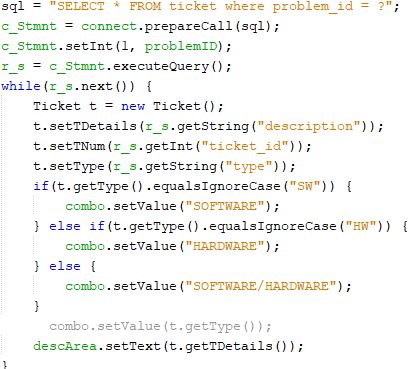 sql = "SELECT * FROM ticket where problem_id = ?";
c_Stmnt = connect.prepareCall(sql);
c_Stmnt.setInt(1, problemID);
r_s = c_Stmnt.executeQuery();
while(r_s.next()) {
    Ticket t = new Ticket();
    t.setTDetails(r_s.getString("description"));
    t.setTNum(r_s.getInt("ticket_id"));
    t.setType(r_s.getString("type"));
    if(t.getType().equalsIgnoreCase("SW")) {
        combo.setValue("SOFTWARE");
    } else if(t.getType().equalsIgnoreCase("HW")) {
        combo.setValue("HARDWARE");
    } else {
        combo.setValue("SOFTWARE/HARDWARE");
    }
      combo.setValue(t.getType());
    descArea.setText(t.getTDetails());
}